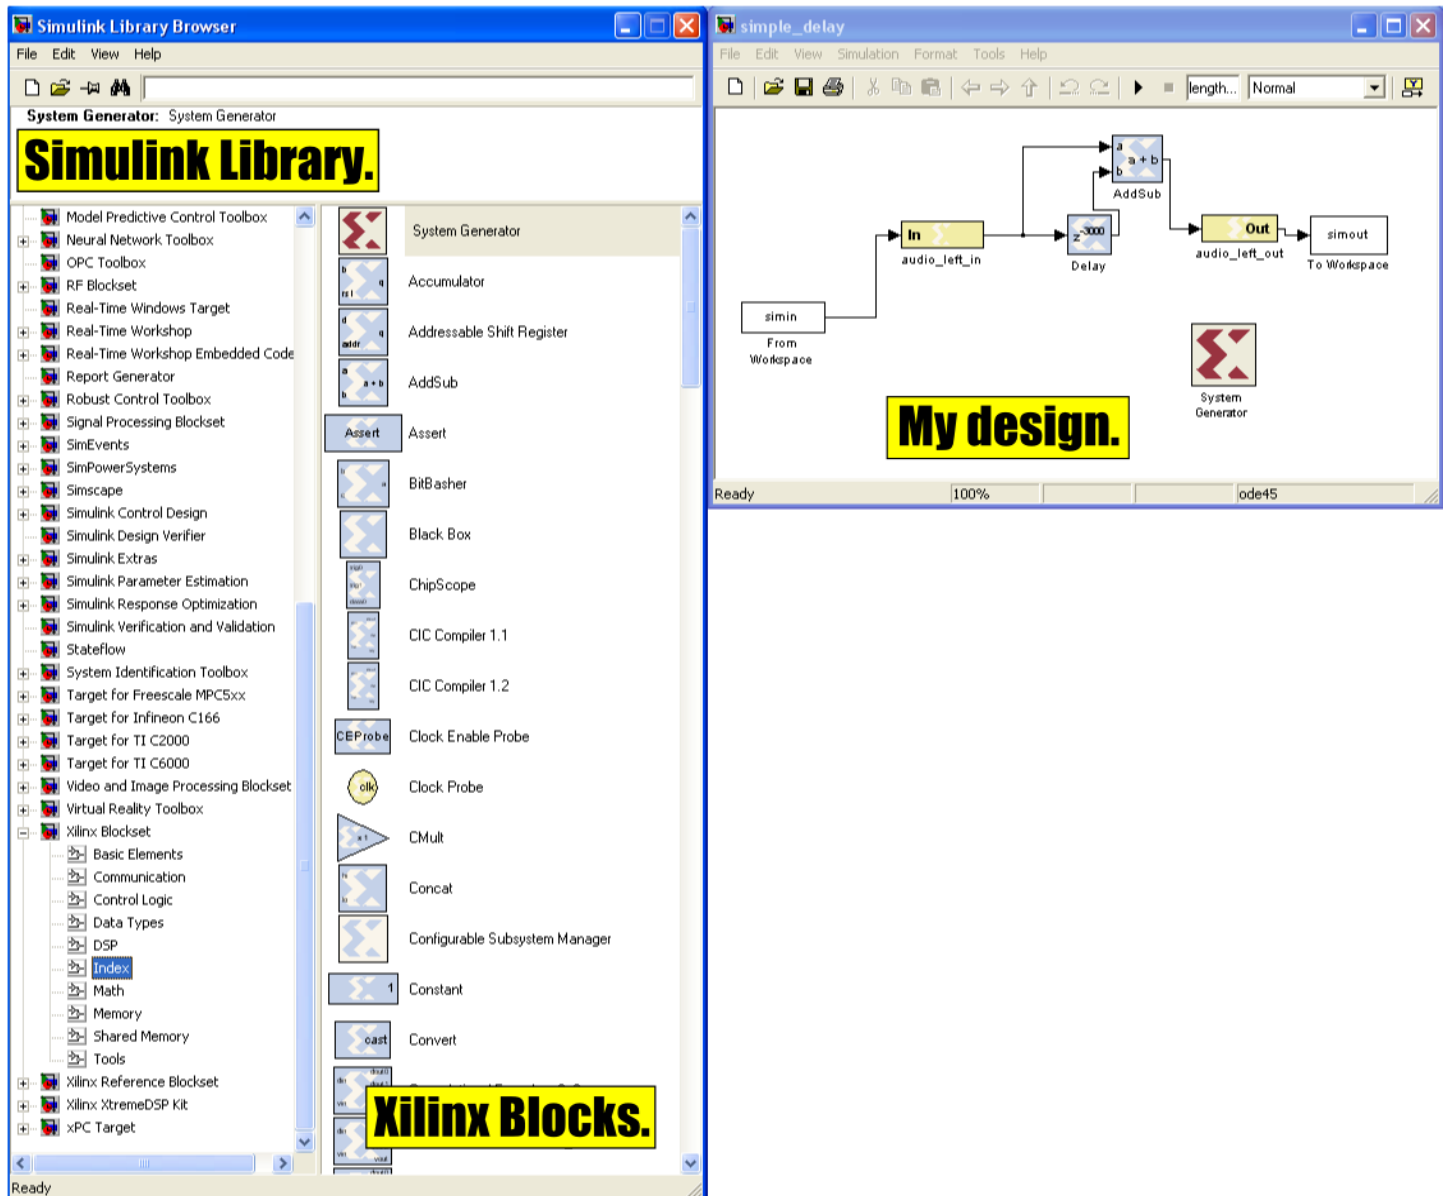 Simulink Library Browser
File Edit View Help
System Generator: System Generator
Simulink Library.
Model Predictive Control Toolbox
Neural Network Toolbox
OPC Toolbox
RF Blockset
Real-Time Windows Target
Real-Time Workshop
Real-Time Workshop Embedded Code
Report Generator
Robust Control Toolbox
Signal Processing Blockset
SimEvents
SimPowerSystems
Simscape
Simulink Control Design
Simulink Design Verifier
Simulink Extras
Simulink Parameter Estimation
Simulink Response Optimization
Simulink Verification and Validation
Stateflow
System Identification Toolbox
Target for Freescale MPC5xx
Target for Infineon C166
Target for TI C2000
Target for TI C6000
Video and Image Processing Blockset
Virtual Reality Toolbox
Xilinx Blockset
Basic Elements
Communication
Control Logic
Data Types
DSP
Index
Math
Memory
Shared Memory
Tools
Xilinx Reference Blockset
Xilinx XtremeDSP Kit
xPC Target
System Generator
b q Accumulator
d q addr Addressable Shift Register
a b a + b AddSub
Assert Assert
BitBasher
Black Box
ChipScope
CIC Compiler 1.1
CIC Compiler 1.2
CEProbe Clock Enable Probe
clk Clock Probe
x 1 CMult
hi lo Concat
Configurable Subsystem Manager
1 Constant
cast Convert
Xilinx Blocks.
Ready
simple_delay
File Edit View Simulation Format Tools Help
length... Normal
a
a + b
b
AddSub
In
audio_left_in
z-3000
Delay
Out
audio_left_out
simout
To Workspace
simin
From
Workspace
System
Generator
My design.
Ready 100% ode45